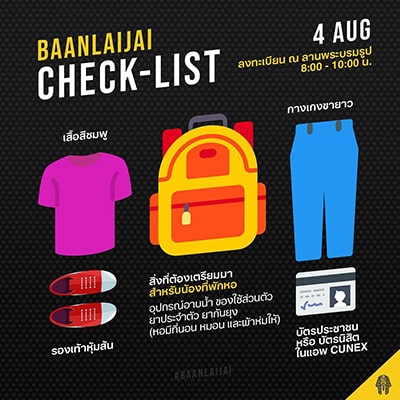 BAANLAIJAI
CHECK-LIST
4 AUG
ลงทะเบียน ณ ลานพระบรมรูป
8:00 - 10:00 น.
เสื้อสีชมพู
กางเกงขายาว
สิ่งที่ต้องเตรียมมา
สำหรับน้องที่พักหอ
อุปกรณ์อาบน้ำ ของใช้ส่วนตัว
ยาประจำตัว ยากันยุง
(หอมีที่นอน หมอน และผ้าห่มให้)
รองเท้าหุ้มส้น
บัตรประชาชน
หรือ บัตรนิสิต
ในแอพ CUNEX
#BAANLAIJAI